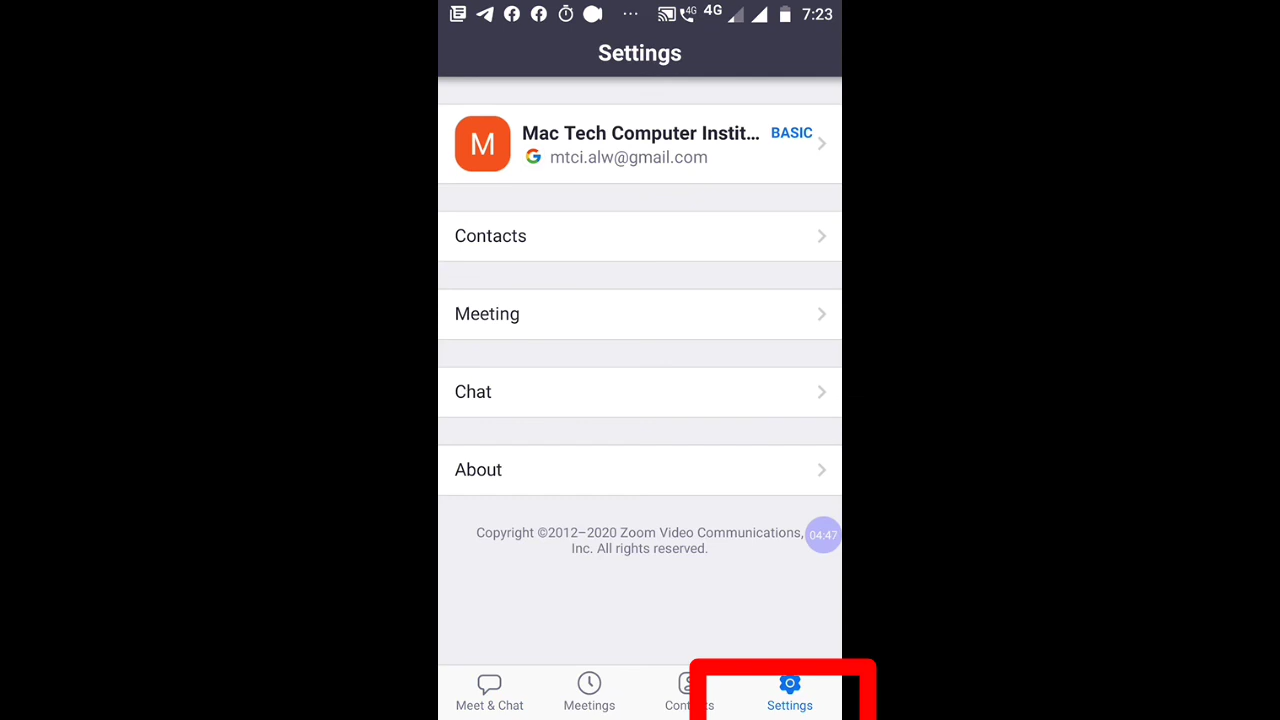 4G 4G 7:23
Settings
M
Mac Tech Computer Instit... BASIC
mtci.alw@gmail.com
Contacts
Meeting
Chat
About
Copyright ©2012–2020 Zoom Video Communications,
Inc. All rights reserved.
04:47
Meet & Chat Meetings Settings